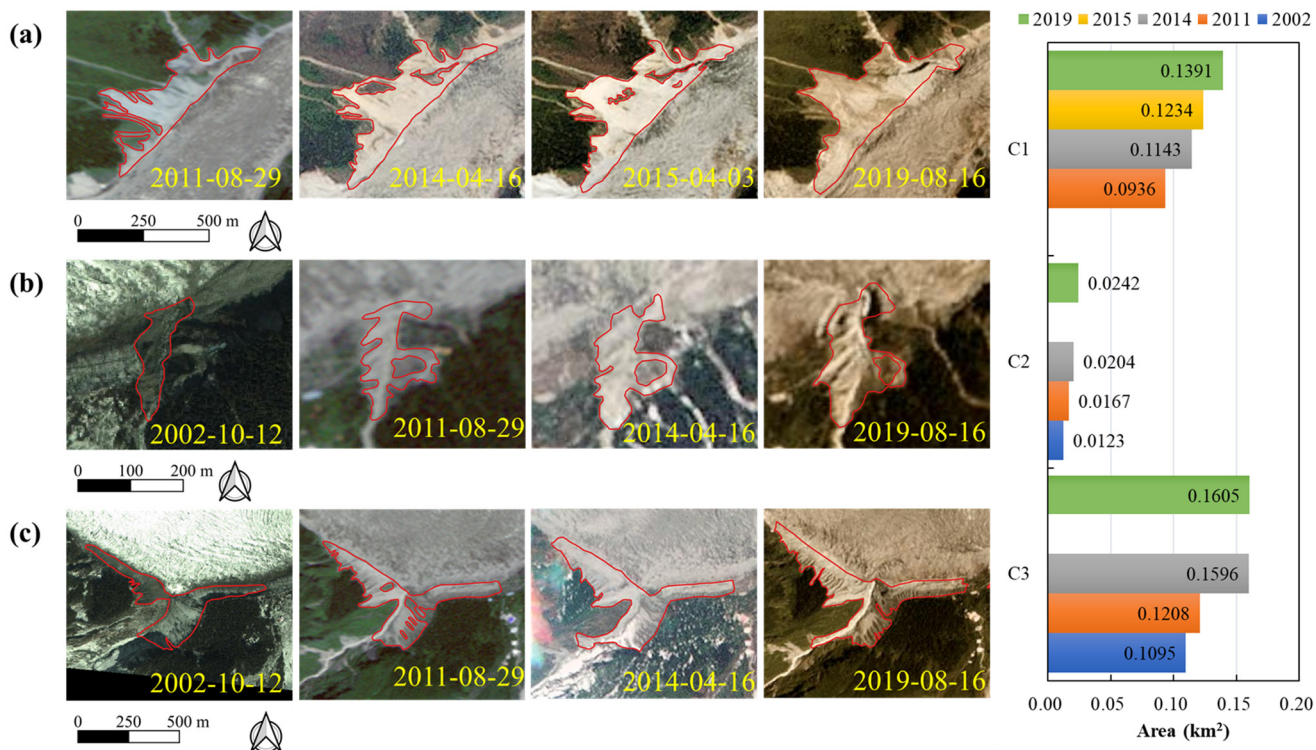 (a)
2011-08-29
2014-04-16
2015-04-03
2019-08-16
0 250 500 m
(b)
2002-10-12
2011-08-29
2014-04-16
2019-08-16
0 100 200 m
(c)
2002-10-12
2011-08-29
2014-04-16
2019-08-16
0 250 500 m
2019 2015 2014 2011 2002
0.1391
0.1234
C1
0.1143
0.0936
0.0242
C2
0.0204
0.0167
0.0123
0.1605
C3
0.1596
0.1208
0.1095
0.00 0.05 0.10 0.15 0.20
Area (km²)